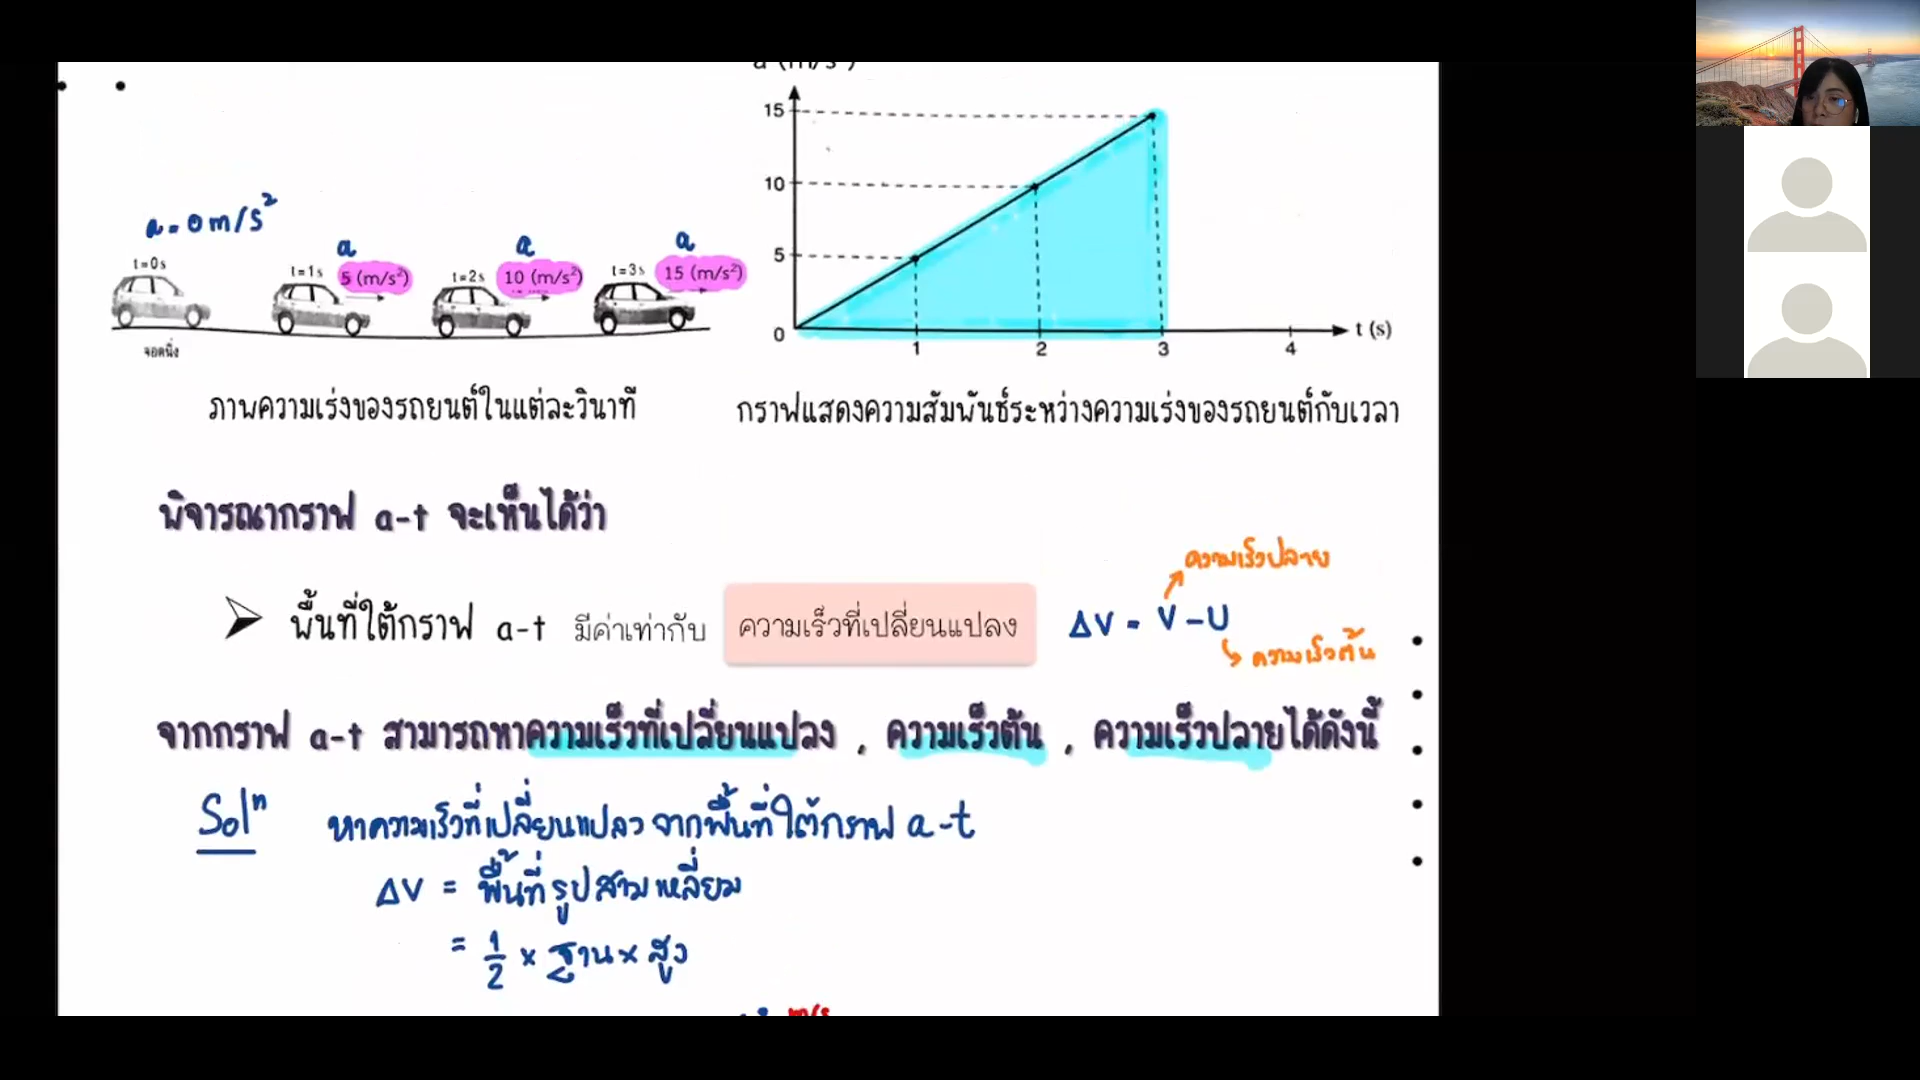 a (m/s²)
15
10
5
0
1
2
3
4
t (s)
a = 0 m/s²
t=0s
a
t=1s 5 (m/s²)
a
t=2s 10 (m/s²)
a
t=3s 15 (m/s²)
จอดนิ่ง
ภาพความเร่งของรถยนต์ในแต่ละวินาที
กราฟแสดงความสัมพันธ์ระหว่างความเร่งของรถยนต์กับเวลา
พิจารณากราฟ a-t จะเห็นได้ว่า
ความเร็วปลาย
➢ พื้นที่ใต้กราฟ a-t มีค่าเท่ากับ ความเร็วที่เปลี่ยนแปลง ΔV = V - U
ความเร็วต้น
จากกราฟ a-t สามารถหาความเร็วที่เปลี่ยนแปลง , ความเร็วต้น , ความเร็วปลายได้ดังนี้
Solⁿ หาความเร็วที่เปลี่ยนแปลง จากพื้นที่ใต้กราฟ a-t
ΔV = พื้นที่รูปสามเหลี่ยม
= 1/2 × ฐาน × สูง
m/s